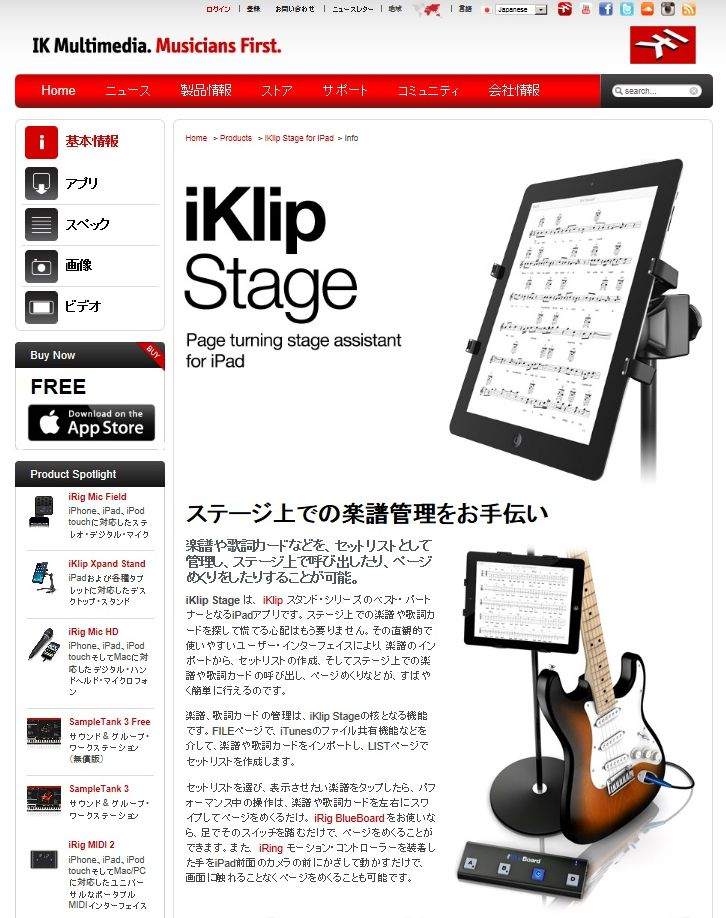 ログイン | 登録 | お問い合わせ | ニュースレター | 地域 | 言語 Japanese
IK Multimedia. Musicians First.
Home ニュース 製品情報 ストア サポート コミュニティ 会社情報 search...
基本情報
アプリ
スペック
画像
ビデオ
Buy Now
BUY
FREE
Download on the
App Store
Product Spotlight
iRig Mic Field
iPhone、iPad、iPod
touchに対応したステ
レオ・デジタル・マイク
iKlip Xpand Stand
iPadおよび各種タブ
レットに対応したデス
クトップ・スタンド
iRig Mic HD
iPhone、iPad、iPod
touchそしてMacに対
応したデジタル・ハン
ドヘルド・マイクロフォ
ン
SampleTank 3 Free
サウンド＆グルーブ・
ワークステーション
（無償版）
SampleTank 3
サウンド＆グルーブ・
ワークステーション
iRig MIDI 2
iPhone、iPad、iPod
touchそしてMac/PC
に対応したユニバー
サルなポータブル
MIDIインターフェイス
Home > Products > iKlip Stage for iPad > Info
iKlip
Stage
Page turning stage assistant
for iPad
ステージ上での楽譜管理をお手伝い
楽譜や歌詞カードなどを、セットリストとして
管理し、ステージ上で呼び出したり、ページ
めくりをしたりすることが可能。
iKlip Stage は、iKlip スタンド・シリーズのベスト・パート
ナーとなるiPadアプリです。ステージ上での楽譜や歌詞カ
ードを探して慌てる心配はもう要りません。その直観的で
使いやすいユーザー・インターフェイスにより、楽譜のイン
ポートから、セットリストの作成、そしてステージ上での楽
譜や歌詞カードの呼び出し、ページめくりなどが、すばや
く簡単に行えるのです。
楽譜、歌詞カードの管理は、iKlip Stageの核となる機能
です。FILEページで、iTunesのファイル共有機能などを
介して、楽譜や歌詞カードをインポートし、LISTページで
セットリストを作成します。
セットリストを選び、表示させたい楽譜をタップしたら、パフ
ォーマンス中の操作は、楽譜や歌詞カードを左右にスワ
イプしてページをめくるだけ。iRig BlueBoard をお使いな
ら、足でそのスイッチを踏むだけで、ページをめくることが
できます。また、iRing モーション・コントローラーを装着し
た手をiPad前面のカメラの前にかざして動かすだけで、
画面に触れることなくページをめくることも可能です。
A B C D